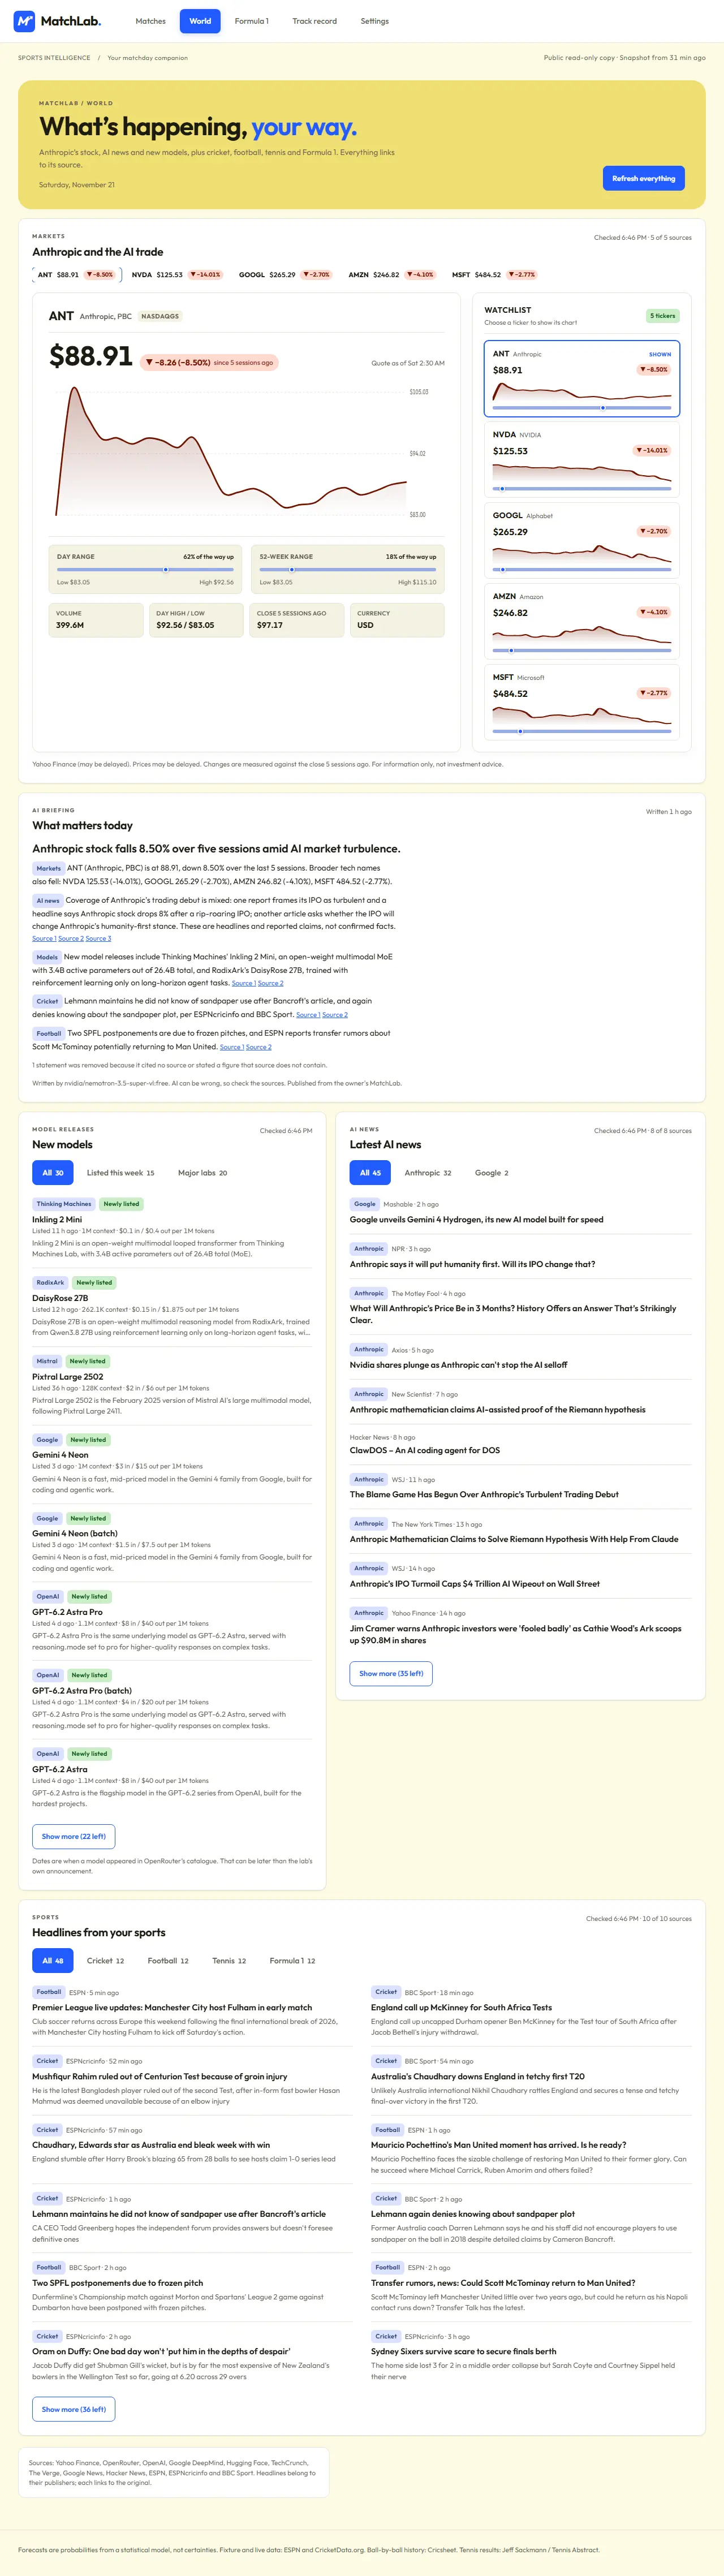 MatchLab.
Matches
World
Formula 1
Track record
Settings
SPORTS INTELLIGENCE / Your matchday companion
Public read-only copy · Snapshot from 31 min ago
MATCHLAB / WORLD
What's happening, your way.
Anthropic's stock, AI news and new models, plus cricket, football, tennis and Formula 1. Everything links
to its source.
Saturday, November 21
Refresh everything
MARKETS
Anthropic and the AI trade
Checked 6:46 PM · 5 of 5 sources
ANT $88.91 ▼ −8.50%
NVDA $125.53 ▼ −14.01%
GOOGL $265.29 ▼ −2.70%
AMZN $246.82 ▼ −4.10%
MSFT $484.52 ▼ −2.77%
ANT Anthropic, PBC NASDAQGS
$88.91 ▼ −8.26 (−8.50%) since 5 sessions ago
Quote as of Sat 2:30 AM
$105.03
$94.02
$83.00
DAY RANGE 62% of the way up
Low $83.05 High $92.56
52-WEEK RANGE 18% of the way up
Low $83.05 High $115.10
VOLUME
399.6M
DAY HIGH / LOW
$92.56 / $83.05
CLOSE 5 SESSIONS AGO
$97.17
CURRENCY
USD
WATCHLIST
Choose a ticker to show its chart
5 tickers
ANT Anthropic SHOWN
$88.91 ▼ −8.50%
NVDA NVIDIA
$125.53 ▼ −14.01%
GOOGL Alphabet
$265.29 ▼ −2.70%
AMZN Amazon
$246.82 ▼ −4.10%
MSFT Microsoft
$484.52 ▼ −2.77%
Yahoo Finance (may be delayed). Prices may be delayed. Changes are measured against the close 5 sessions ago. For information only, not investment advice.
AI BRIEFING
What matters today
Written 1 h ago
Anthropic stock falls 8.50% over five sessions amid AI market turbulence.
Markets ANT (Anthropic, PBC) is at 88.91, down 8.50% over the last 5 sessions. Broader tech names
also fell: NVDA 125.53 (-14.01%), GOOGL 265.29 (-2.70%), AMZN 246.82 (-4.10%), MSFT 484.52 (-2.77%).
AI news Coverage of Anthropic's trading debut is mixed: one report frames its IPO as turbulent and a
headline says Anthropic stock drops 8% after a rip-roaring IPO; another article asks whether the IPO will
change Anthropic's humanity-first stance. These are headlines and reported claims, not confirmed facts.
Source 1 Source 2 Source 3
Models New model releases include Thinking Machines' Inkling 2 Mini, an open-weight multimodal MoE
with 3.4B active parameters out of 26.4B total, and RadixArk's DaisyRose 27B, trained with
reinforcement learning only on long-horizon agent tasks. Source 1 Source 2
Cricket Lehmann maintains he did not know of sandpaper use after Bancroft's article, and again
denies knowing about the sandpaper plot, per ESPNcricinfo and BBC Sport. Source 1 Source 2
Football Two SPFL postponements are due to frozen pitches, and ESPN reports transfer rumors about
Scott McTominay potentially returning to Man United. Source 1 Source 2
1 statement was removed because it cited no source or stated a figure that source does not contain.
Written by nvidia/nemotron-3.5-super-vl:free. AI can be wrong, so check the sources. Published from the owner's MatchLab.
MODEL RELEASES
New models
Checked 6:46 PM
All 30
Listed this week 15
Major labs 20
Thinking Machines Newly listed
Inkling 2 Mini
Listed 11 h ago · 1M context · $0.1 in / $0.4 out per 1M tokens
Inkling 2 Mini is an open-weight multimodal looped transformer from Thinking
Machines Lab, with 3.4B active parameters out of 26.4B total (MoE).
RadixArk Newly listed
DaisyRose 27B
Listed 12 h ago · 262.1K context · $0.15 in / $1.875 out per 1M tokens
DaisyRose 27B is an open-weight multimodal reasoning model from RadixArk, trained
from Qwen3.8 27B using reinforcement learning only on long-horizon agent tasks, wi…
Mistral Newly listed
Pixtral Large 2502
Listed 36 h ago · 128K context · $2 in / $6 out per 1M tokens
Pixtral Large 2502 is the February 2025 version of Mistral AI's large multimodal model,
following Pixtral Large 2411.
Google Newly listed
Gemini 4 Neon
Listed 3 d ago · 1M context · $3 in / $15 out per 1M tokens
Gemini 4 Neon is a fast, mid-priced model in the Gemini 4 family from Google, built for
coding and agentic work.
Google Newly listed
Gemini 4 Neon (batch)
Listed 3 d ago · 1M context · $1.5 in / $7.5 out per 1M tokens
Gemini 4 Neon is a fast, mid-priced model in the Gemini 4 family from Google, built for
coding and agentic work.
OpenAI Newly listed
GPT-6.2 Astra Pro
Listed 4 d ago · 1.1M context · $8 in / $40 out per 1M tokens
GPT-6.2 Astra Pro is the same underlying model as GPT-6.2 Astra, served with
reasoning.mode set to pro for higher-quality responses on complex tasks.
OpenAI Newly listed
GPT-6.2 Astra Pro (batch)
Listed 4 d ago · 1.1M context · $4 in / $20 out per 1M tokens
GPT-6.2 Astra Pro is the same underlying model as GPT-6.2 Astra, served with
reasoning.mode set to pro for higher-quality responses on complex tasks.
OpenAI Newly listed
GPT-6.2 Astra
Listed 4 d ago · 1.1M context · $8 in / $40 out per 1M tokens
GPT-6.2 Astra is the flagship model in the GPT-6.2 series from OpenAI, built for the
hardest projects.
Show more (22 left)
Dates are when a model appeared in OpenRouter's catalogue. That can be later than the lab's
own announcement.
AI NEWS
Latest AI news
Checked 6:46 PM · 8 of 8 sources
All 45
Anthropic 32
Google 2
Google Mashable · 2 h ago
Google unveils Gemini 4 Hydrogen, its new AI model built for speed
Anthropic NPR · 3 h ago
Anthropic says it will put humanity first. Will its IPO change that?
Anthropic The Motley Fool · 4 h ago
What Will Anthropic's Price Be in 3 Months? History Offers an Answer That's Strikingly
Clear.
Anthropic Axios · 5 h ago
Nvidia shares plunge as Anthropic can't stop the AI selloff
Anthropic New Scientist · 7 h ago
Anthropic mathematician claims AI-assisted proof of the Riemann hypothesis
Hacker News · 8 h ago
ClawDOS – An AI coding agent for DOS
Anthropic WSJ · 11 h ago
The Blame Game Has Begun Over Anthropic's Turbulent Trading Debut
Anthropic The New York Times · 13 h ago
Anthropic Mathematician Claims to Solve Riemann Hypothesis With Help From Claude
Anthropic WSJ · 14 h ago
Anthropic's IPO Turmoil Caps $4 Trillion AI Wipeout on Wall Street
Anthropic Yahoo Finance · 14 h ago
Jim Cramer warns Anthropic investors were 'fooled badly' as Cathie Wood's Ark scoops
up $90.8M in shares
Show more (35 left)
SPORTS
Headlines from your sports
Checked 6:46 PM · 10 of 10 sources
All 48
Cricket 12
Football 12
Tennis 12
Formula 1 12
Football ESPN · 5 min ago
Premier League live updates: Manchester City host Fulham in early match
Club soccer returns across Europe this weekend following the final international break of 2026,
with Manchester City hosting Fulham to kick off Saturday's action.
Cricket BBC Sport · 18 min ago
England call up McKinney for South Africa Tests
England call up uncapped Durham opener Ben McKinney for the Test tour of South Africa after
Jacob Bethell's injury withdrawal.
Cricket ESPNcricinfo · 52 min ago
Mushfiqur Rahim ruled out of Centurion Test because of groin injury
He is the latest Bangladesh player ruled out of the second Test, after in-form fast bowler Hasan
Mahmud was deemed unavailable because of an elbow injury
Cricket BBC Sport · 54 min ago
Australia's Chaudhary downs England in tetchy first T20
Unlikely Australia international Nikhil Chaudhary rattles England and secures a tense and tetchy
final-over victory in the first T20.
Cricket ESPNcricinfo · 57 min ago
Chaudhary, Edwards star as Australia end bleak week with win
England stumble after Harry Brook's blazing 65 from 28 balls to see hosts claim 1-0 series lead
Football ESPN · 1 h ago
Mauricio Pochettino's Man United moment has arrived. Is he ready?
Mauricio Pochettino faces the sizable challenge of restoring Man United to their former glory. Can
he succeed where Michael Carrick, Ruben Amorim and others failed?
Cricket ESPNcricinfo · 1 h ago
Lehmann maintains he did not know of sandpaper use after Bancroft's article
CA CEO Todd Greenberg hopes the independent forum provides answers but doesn't foresee
definitive ones
Cricket BBC Sport · 2 h ago
Lehmann again denies knowing about sandpaper plot
Former Australia coach Darren Lehmann says he and his staff did not encourage players to use
sandpaper on the ball in 2018 despite detailed claims by Cameron Bancroft.
Football BBC Sport · 2 h ago
Two SPFL postponements due to frozen pitch
Dunfermline's Championship match against Morton and Spartans' League 2 game against
Dumbarton have been postponed with frozen pitches.
Football ESPN · 2 h ago
Transfer rumors, news: Could Scott McTominay return to Man United?
Scott McTominay left Manchester United little over two years ago, but could he return as his Napoli
contact runs down? Transfer Talk has the latest.
Cricket ESPNcricinfo · 2 h ago
Oram on Duffy: One bad day won't 'put him in the depths of despair'
Jacob Duffy did get Shubman Gill's wicket, but is by far the most expensive of New Zealand's
bowlers in the Wellington Test so far, going at 6.20 across 29 overs
Cricket ESPNcricinfo · 3 h ago
Sydney Sixers survive scare to secure finals berth
The home side lost 3 for 2 in a middle order collapse but Sarah Coyte and Courtney Sippel held
their nerve
Show more (36 left)
Sources: Yahoo Finance, OpenRouter, OpenAI, Google DeepMind, Hugging Face, TechCrunch,
The Verge, Google News, Hacker News, ESPN, ESPNcricinfo and BBC Sport. Headlines belong to
their publishers; each links to the original.
Forecasts are probabilities from a statistical model, not certainties. Fixture and live data: ESPN and CricketData.org. Ball-by-ball history: Cricsheet. Tennis results: Jeff Sackmann / Tennis Abstract.